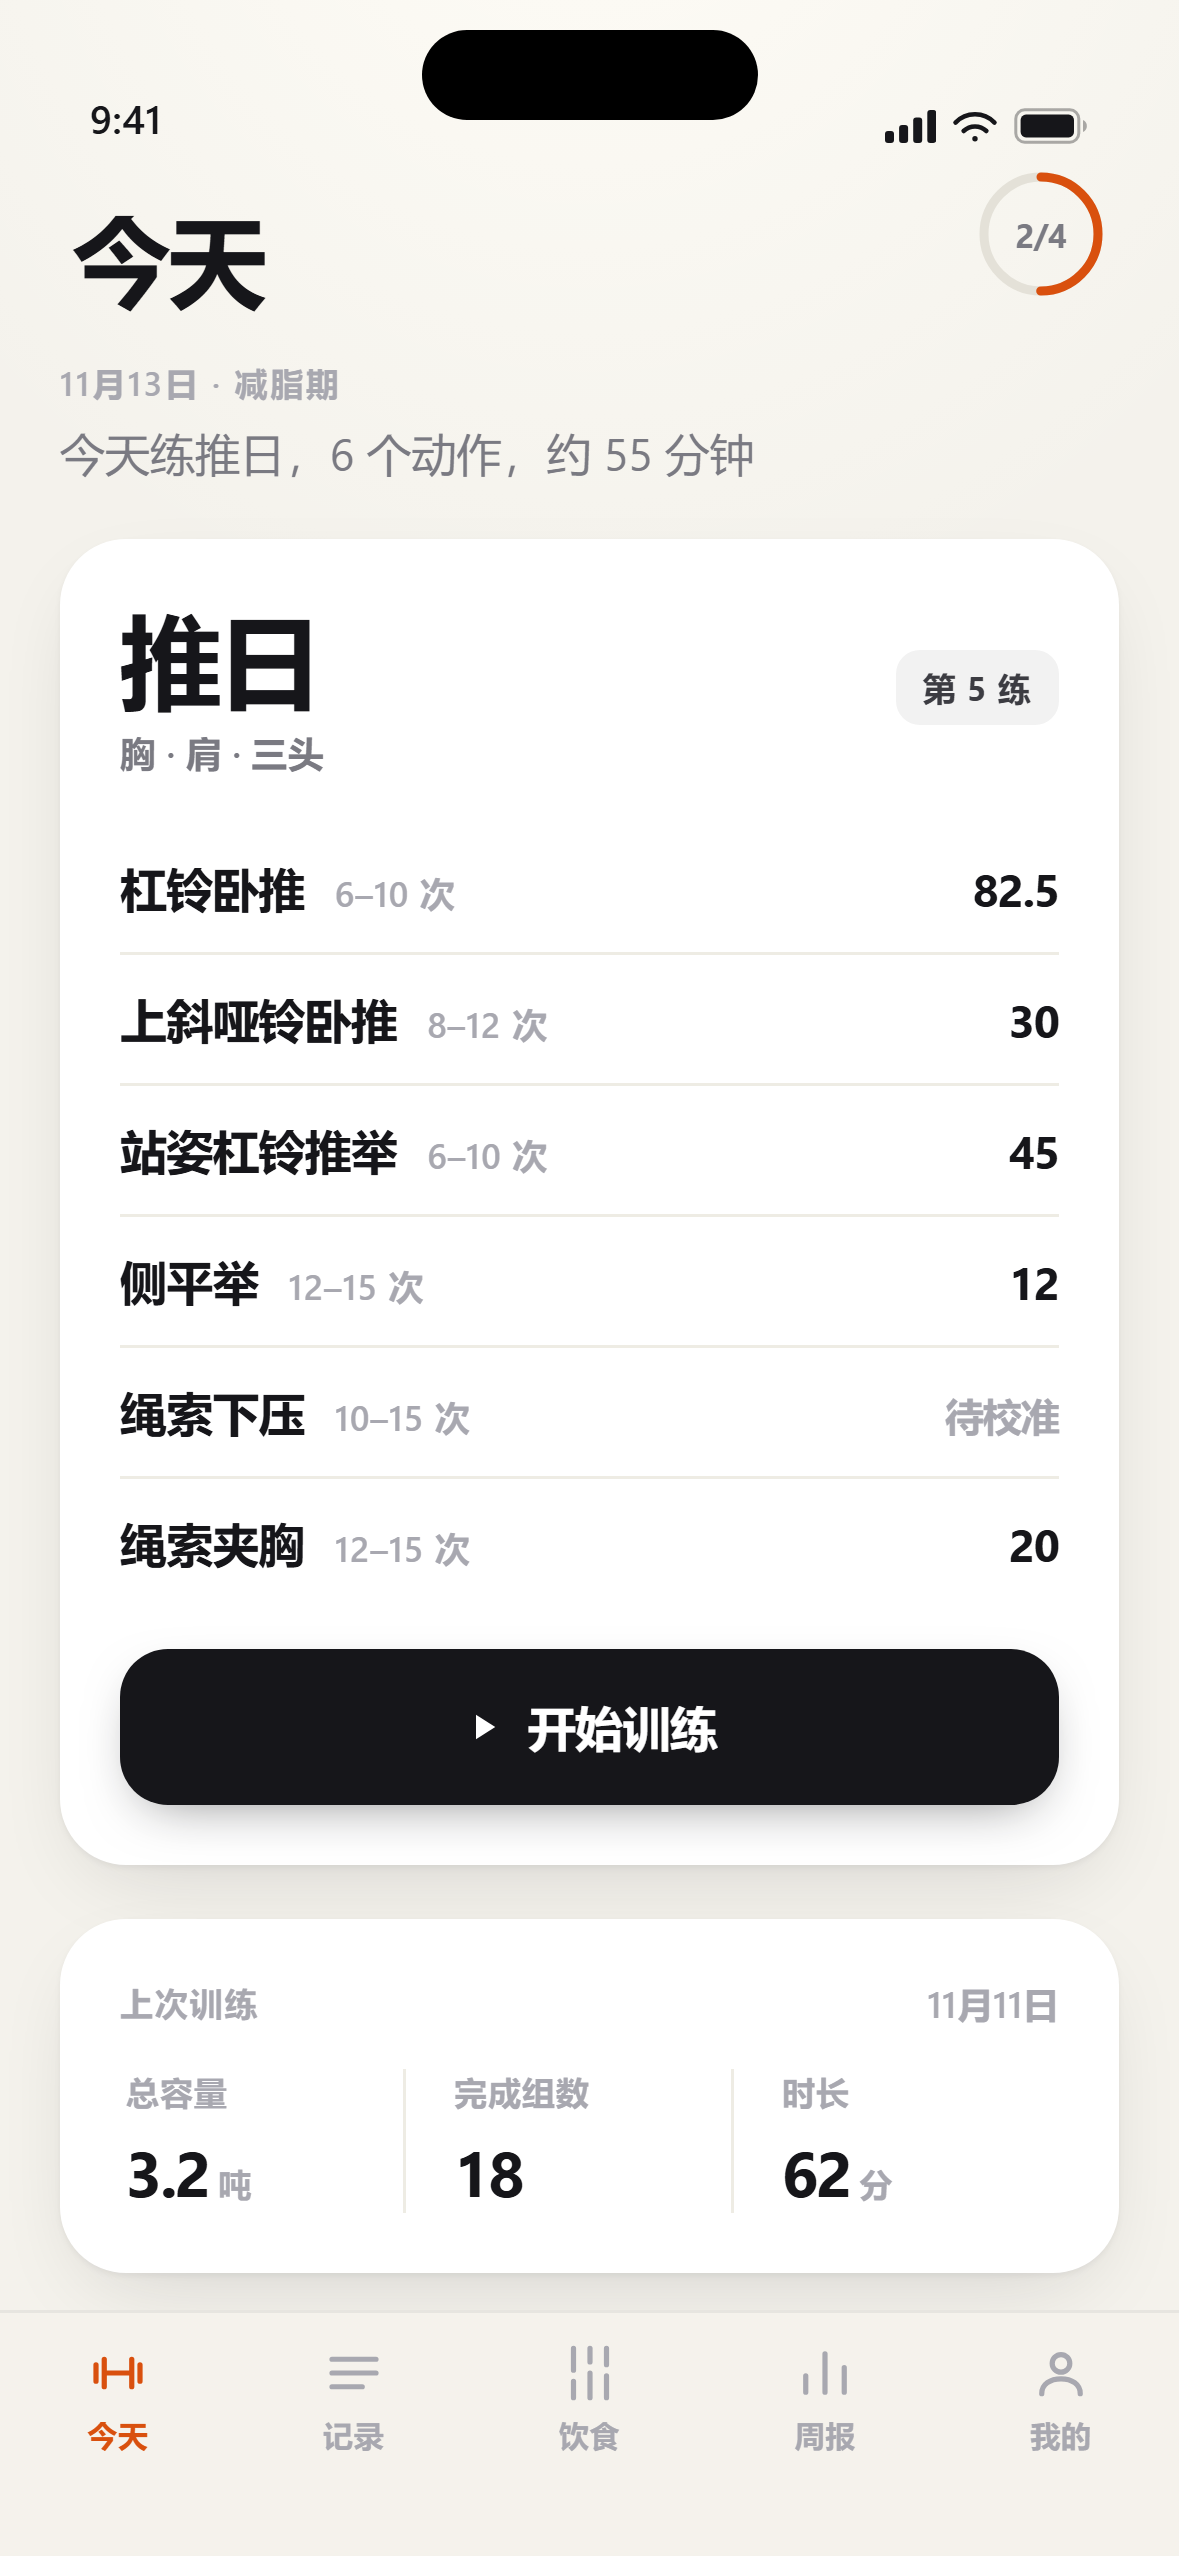 9:41
今天
2/4
11月13日 · 减脂期
今天练推日，6 个动作，约 55 分钟
推日
第 5 练
胸 · 肩 · 三头
杠铃卧推 6–10 次 82.5
上斜哑铃卧推 8–12 次 30
站姿杠铃推举 6–10 次 45
侧平举 12–15 次 12
绳索下压 10–15 次 待校准
绳索夹胸 12–15 次 20
开始训练
上次训练 11月11日
总容量 完成组数 时长
3.2 吨 18 62 分
今天 记录 饮食 周报 我的